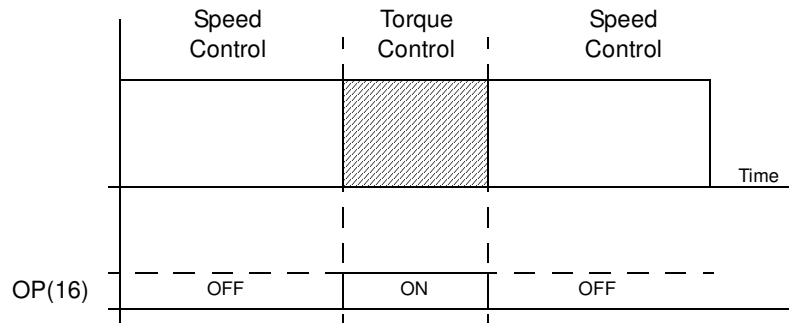 Speed Torque Speed
Control Control Control
Time
OP(16) OFF ON OFF